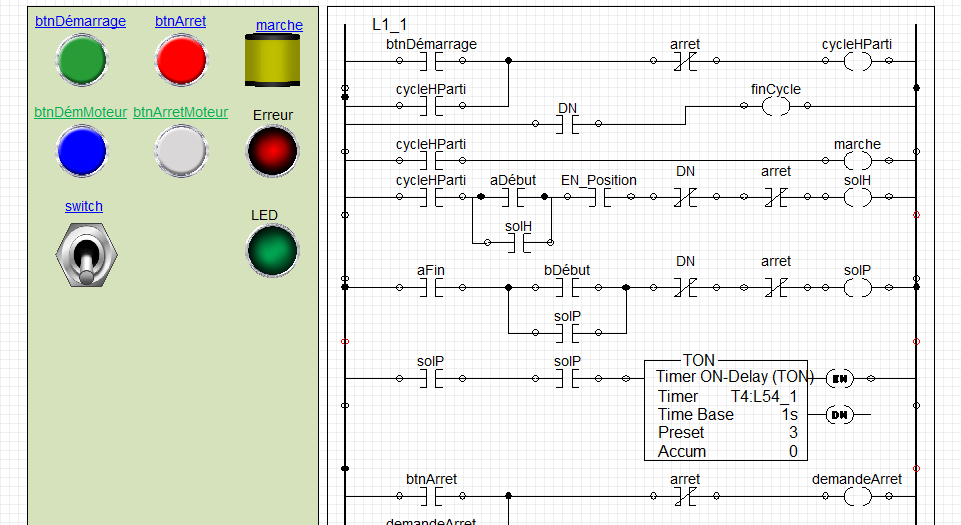 btnDémarrage
btnArret
marche
btnDémMoteur
btnArretMoteur
Erreur
switch
LED
L1_1
btnDémarrage
arret
cycleHParti
cycleHParti
finCycle
DN
cycleHParti
marche
cycleHParti
aDébut
EN_Position
DN
arret
solH
solH
aFin
bDébut
DN
arret
solP
solP
solP
solP
TON
Timer ON-Delay (TON)
EN
Timer T4:L54_1
Time Base 1s
DN
Preset 3
Accum 0
btnArret
arret
demandeArret
demandeArret